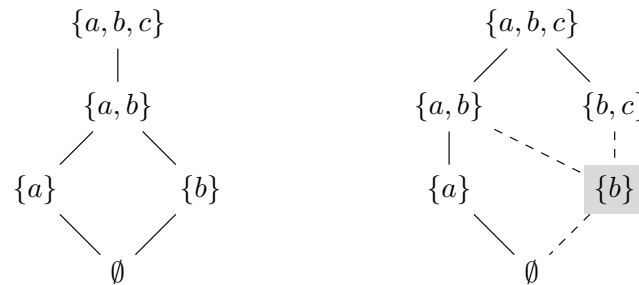 {a, b, c} {a, b, c}
{a, b} {a, b} {b, c}
{a} {b} {a} {b}
∅ ∅